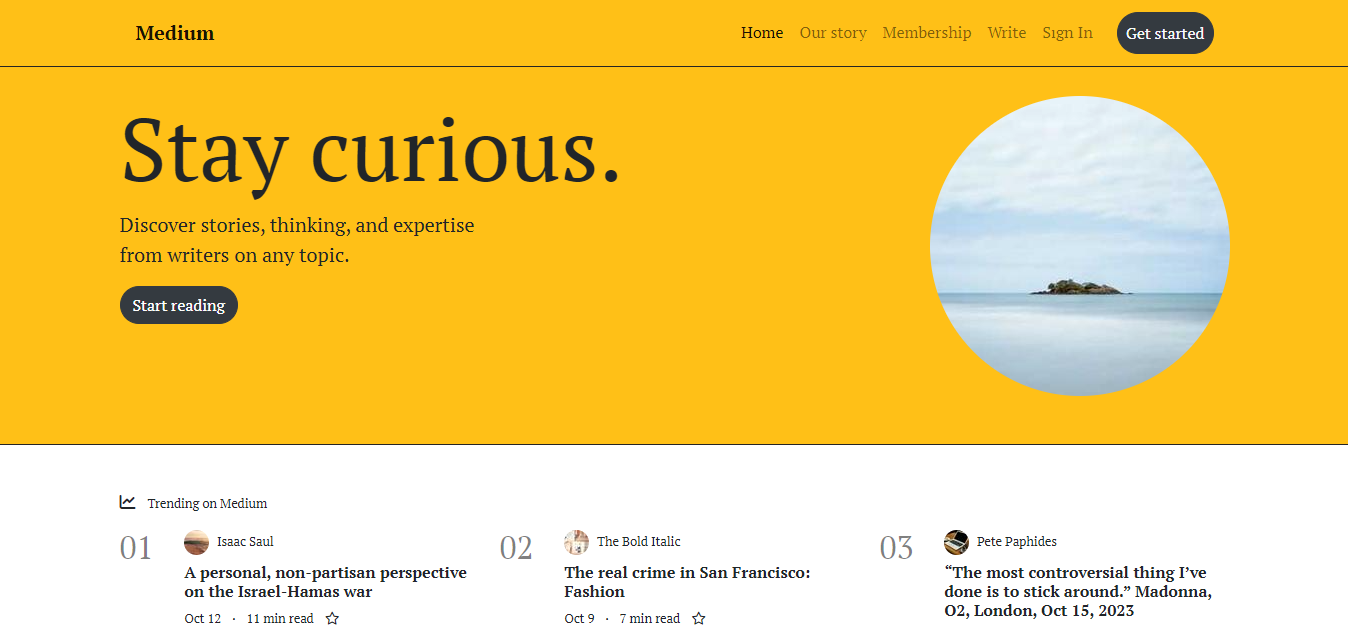 Medium
Home Our story Membership Write Sign In Get started
Stay curious.
Discover stories, thinking, and expertise
from writers on any topic.
Start reading
Trending on Medium
01
Isaac Saul
A personal, non-partisan perspective
on the Israel-Hamas war
Oct 12 · 11 min read
02
The Bold Italic
The real crime in San Francisco:
Fashion
Oct 9 · 7 min read
03
Pete Paphides
“The most controversial thing I’ve
done is to stick around.” Madonna,
O2, London, Oct 15, 2023